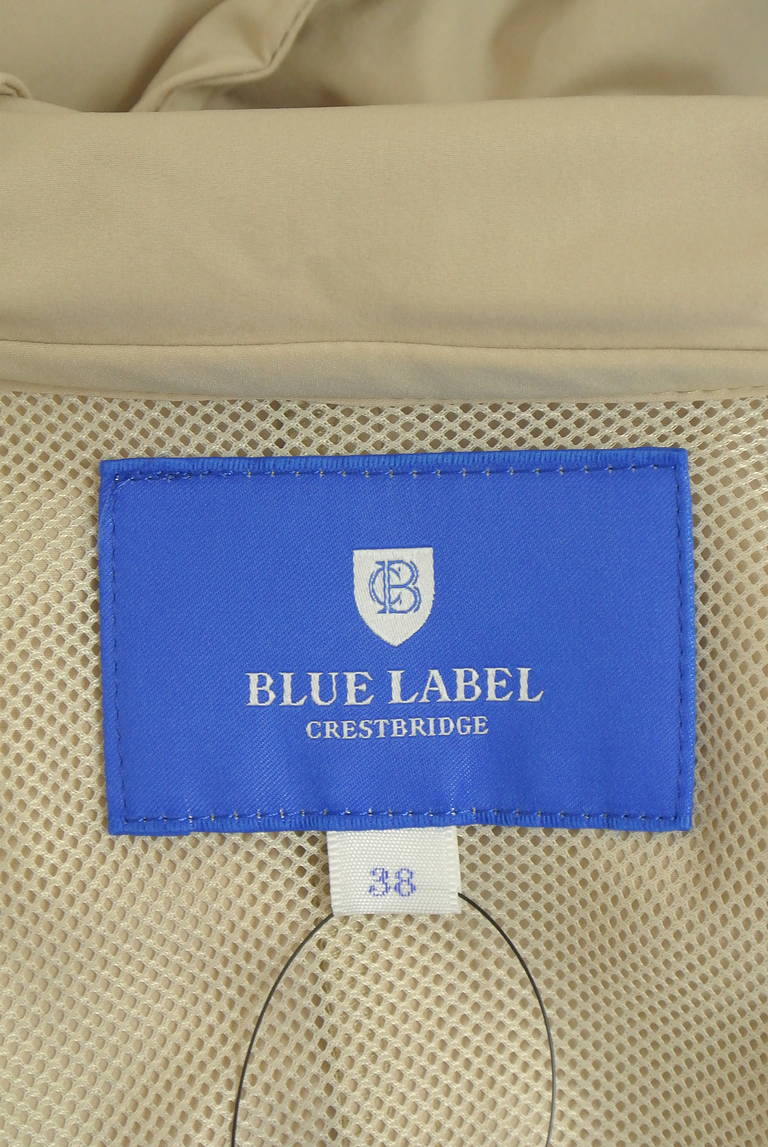 CB
BLUE LABEL
CRESTBRIDGE
38